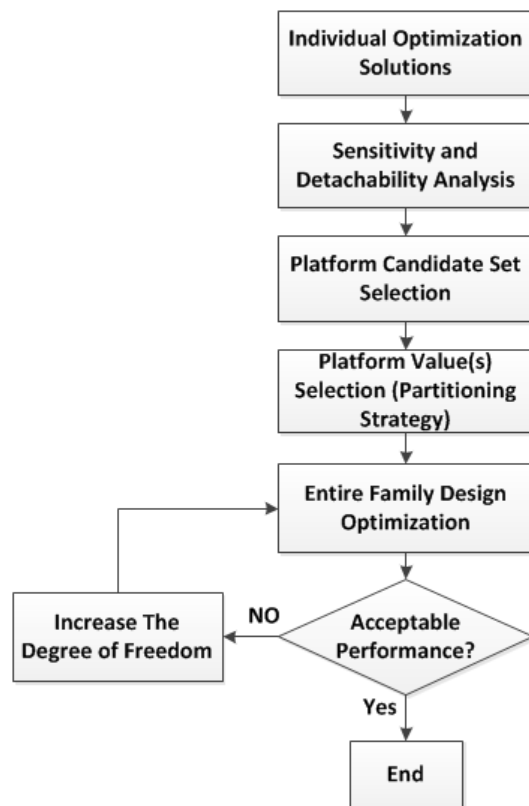 Individual Optimization
Solutions
Sensitivity and
Detachability Analysis
Platform Candidate Set
Selection
Platform Value(s)
Selection (Partitioning
Strategy)
Entire Family Design
Optimization
Increase The
Degree of Freedom
NO
Acceptable
Performance?
Yes
End